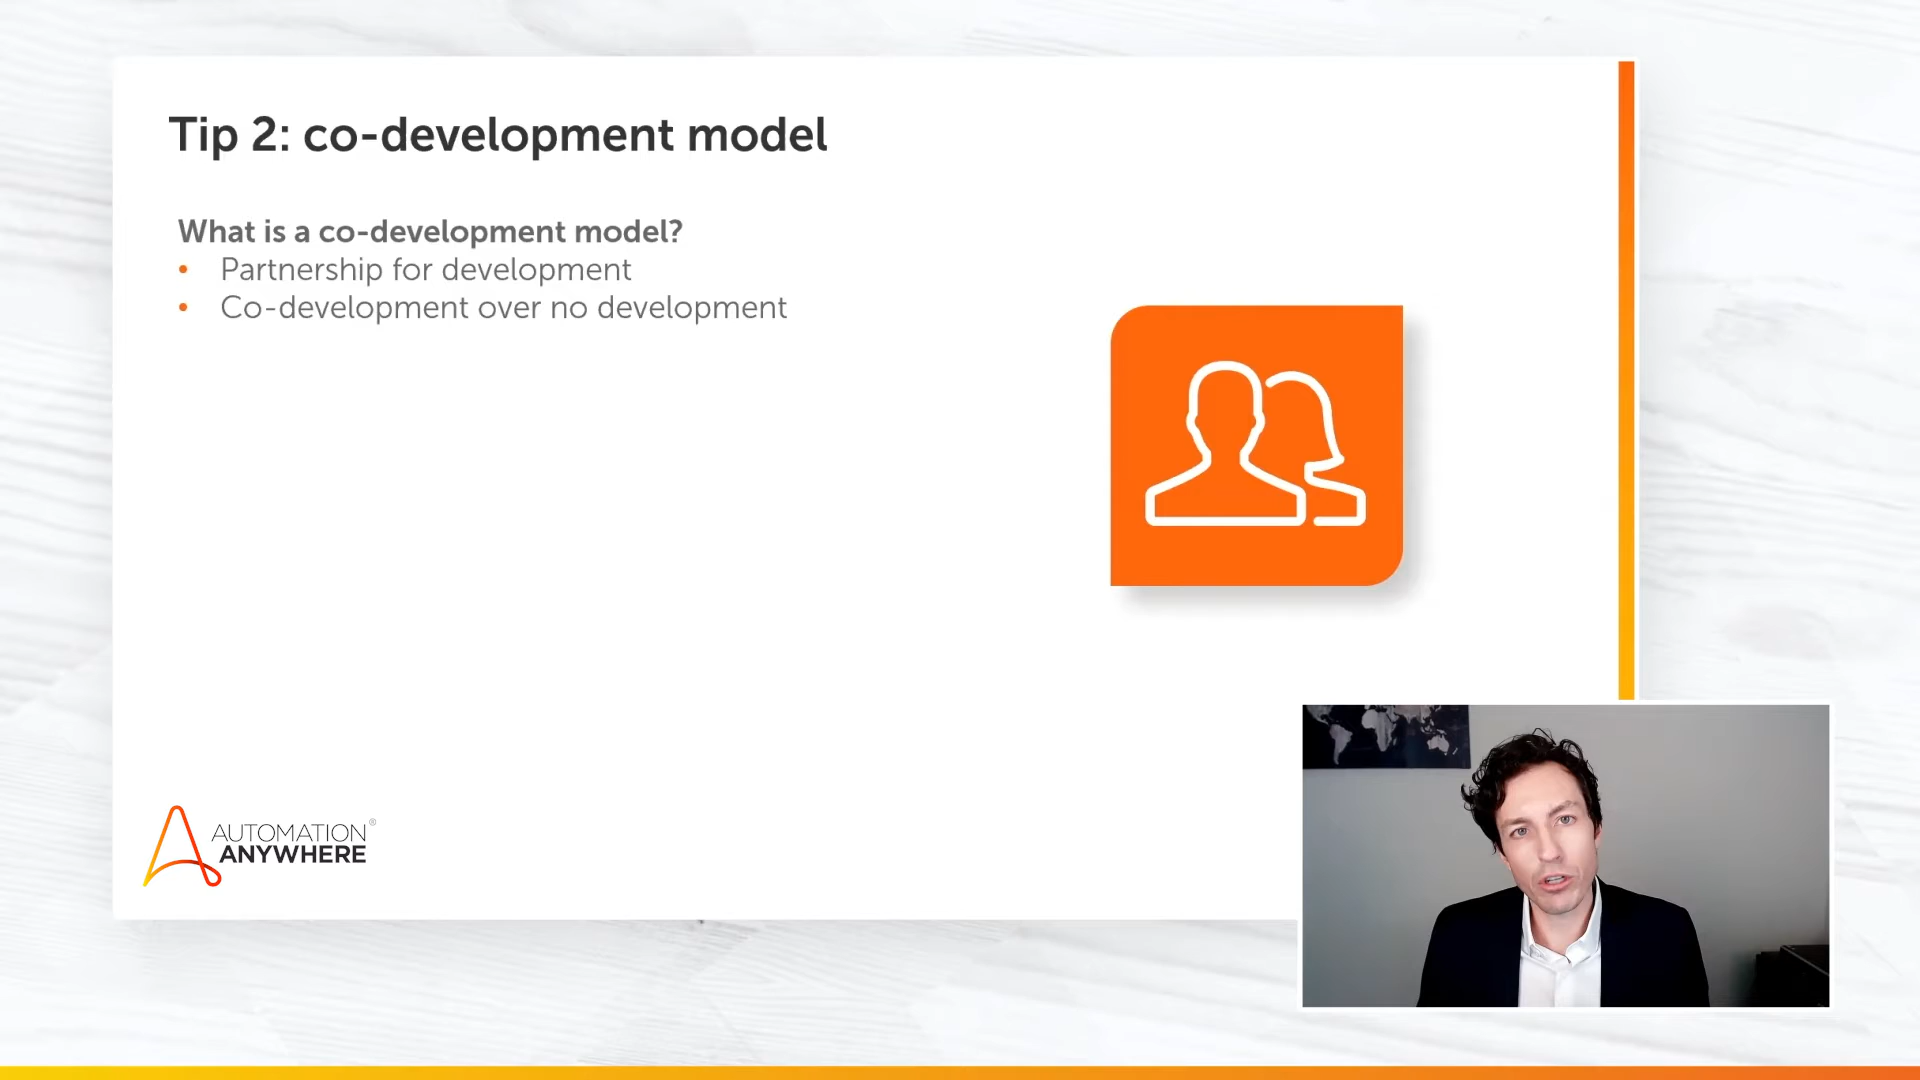 Tip 2: co-development model
What is a co-development model?
• Partnership for development
• Co-development over no development
AUTOMATION®
ANYWHERE